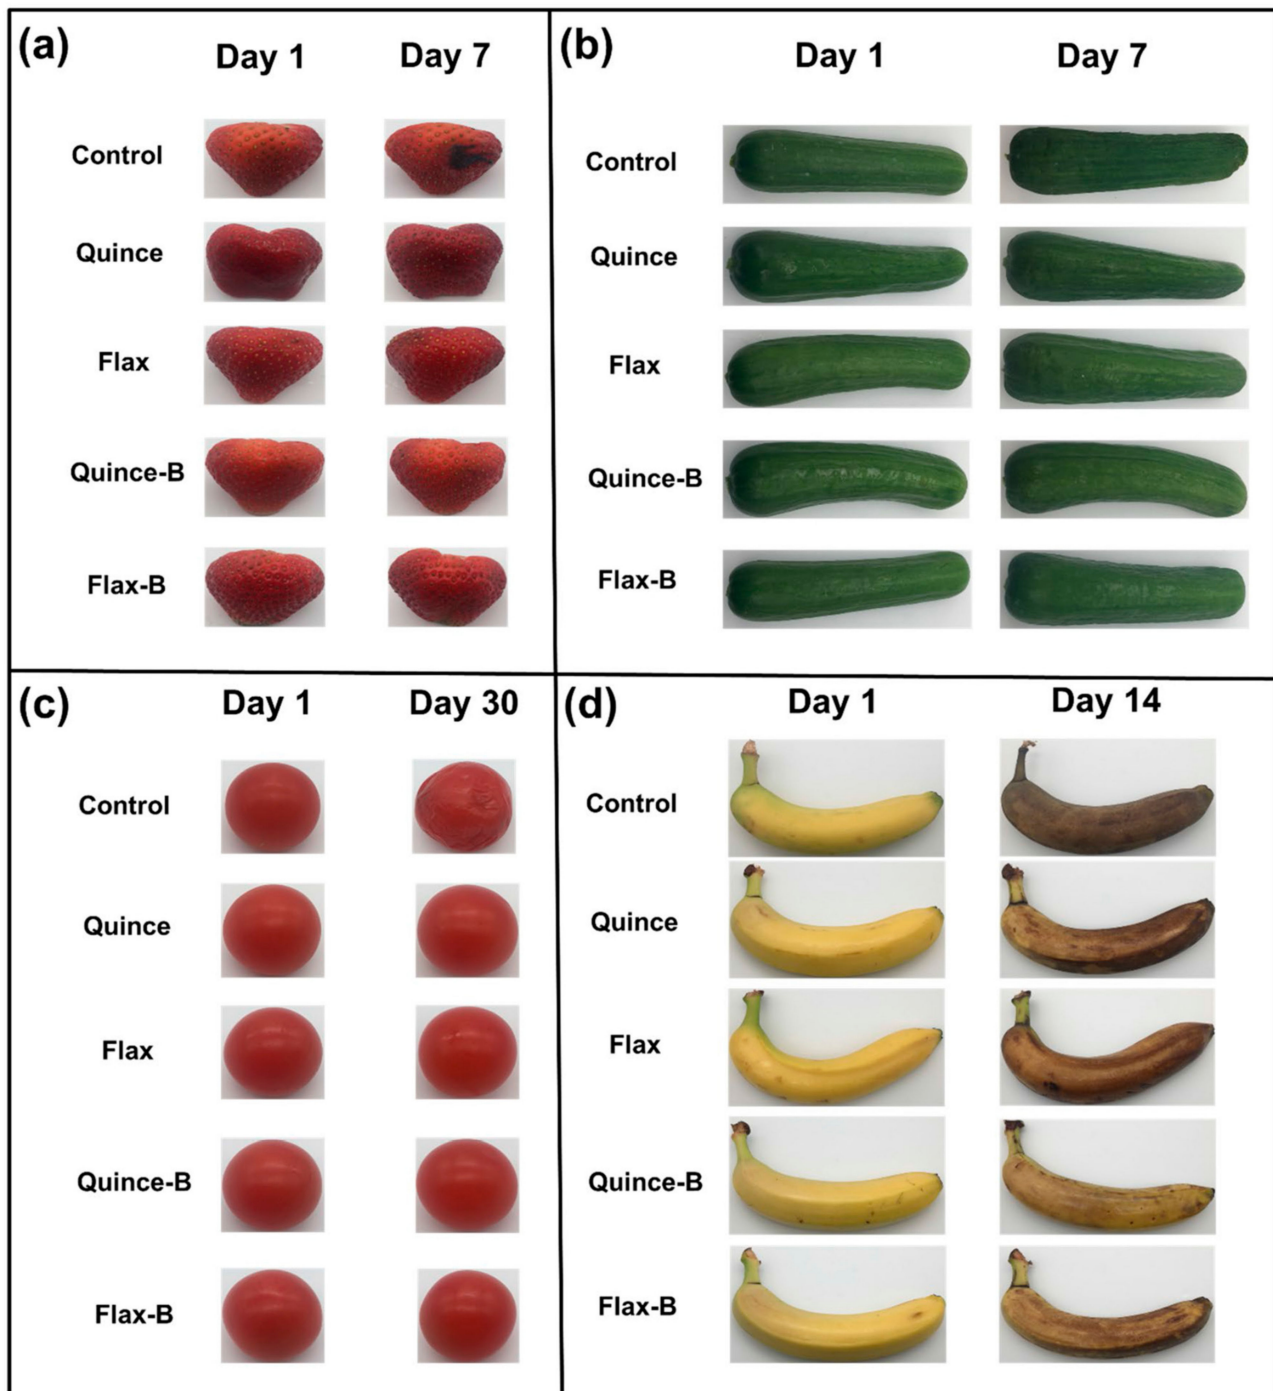 (a)
Day 1 Day 7
Control
Quince
Flax
Quince-B
Flax-B
(b)
Day 1 Day 7
Control
Quince
Flax
Quince-B
Flax-B
(c)
Day 1 Day 30
Control
Quince
Flax
Quince-B
Flax-B
(d)
Day 1 Day 14
Control
Quince
Flax
Quince-B
Flax-B